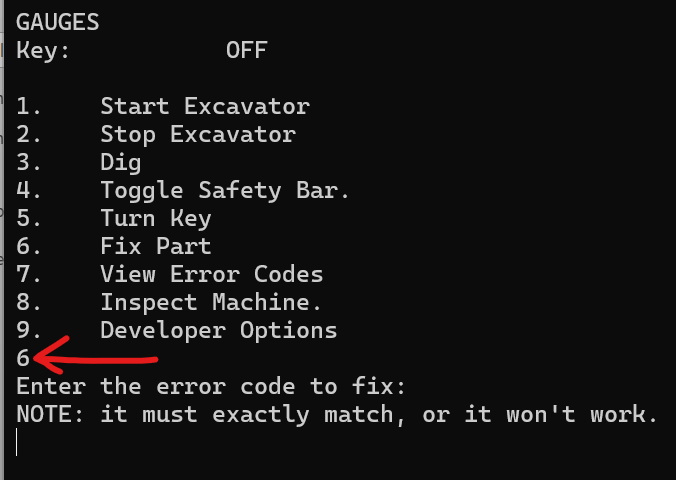 GAUGES
Key: OFF
1. Start Excavator
2. Stop Excavator
3. Dig
4. Toggle Safety Bar.
5. Turn Key
6. Fix Part
7. View Error Codes
8. Inspect Machine.
9. Developer Options
6
Enter the error code to fix:
NOTE: it must exactly match, or it won't work.